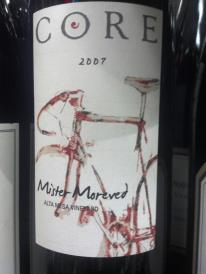 CORE
2007
Mister Moreved
ALTA MESA VINEYARD